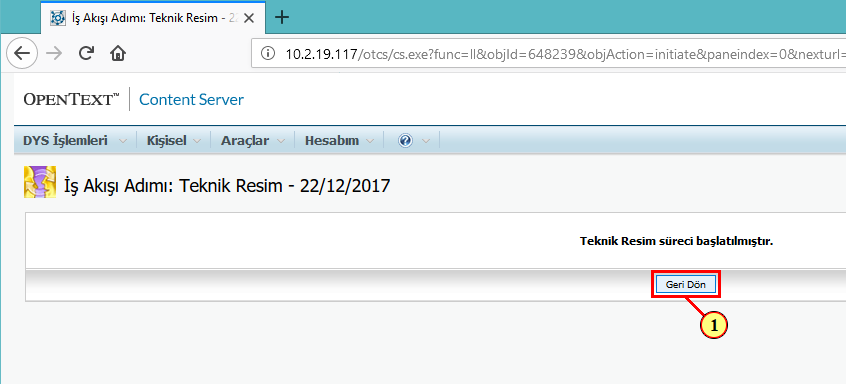 İş Akışı Adımı: Teknik Resim - 22
10.2.19.117/otcs/cs.exe?func=ll&objId=648239&objAction=initiate&paneindex=0&nexturl=
OPENTEXT™ Content Server
DYS İşlemleri Kişisel Araçlar Hesabım ?
İş Akışı Adımı: Teknik Resim - 22/12/2017
Teknik Resim süreci başlatılmıştır.
Geri Dön
1